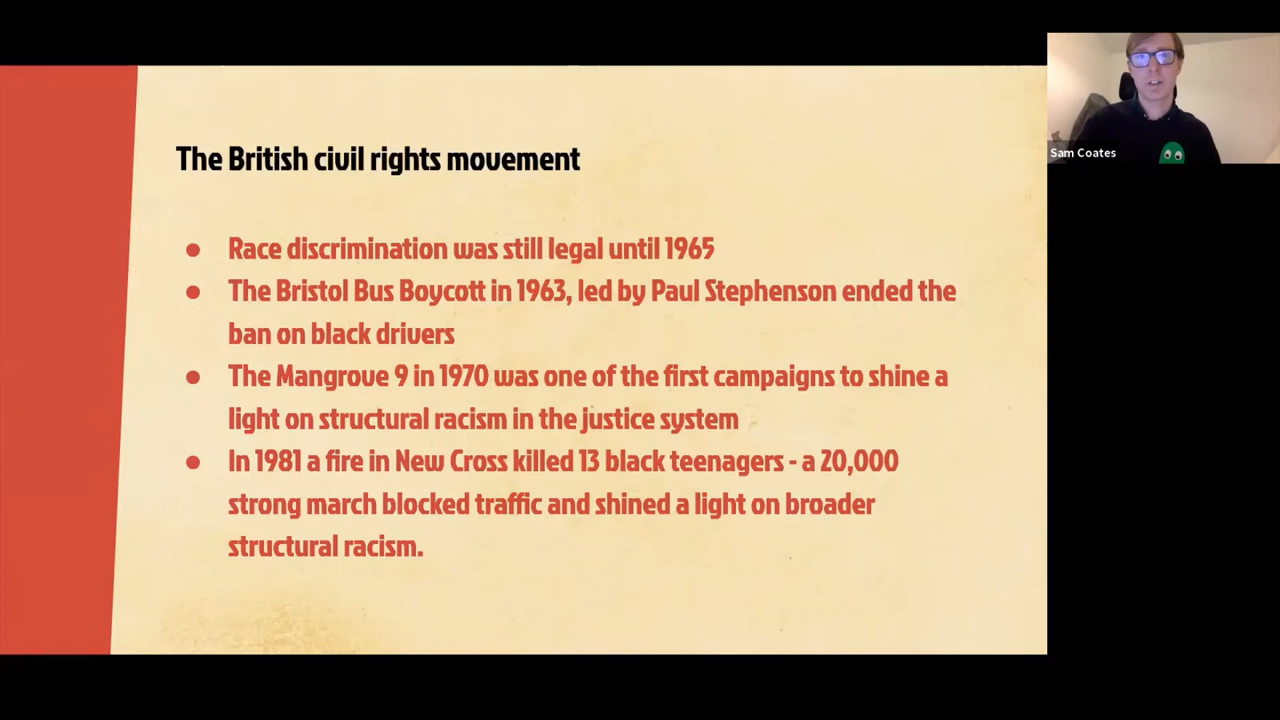 The British civil rights movement
● Race discrimination was still legal until 1965
● The Bristol Bus Boycott in 1963, led by Paul Stephenson ended the
ban on black drivers
● The Mangrove 9 in 1970 was one of the first campaigns to shine a
light on structural racism in the justice system
● In 1981 a fire in New Cross killed 13 black teenagers - a 20,000
strong march blocked traffic and shined a light on broader
structural racism.
Sam Coates